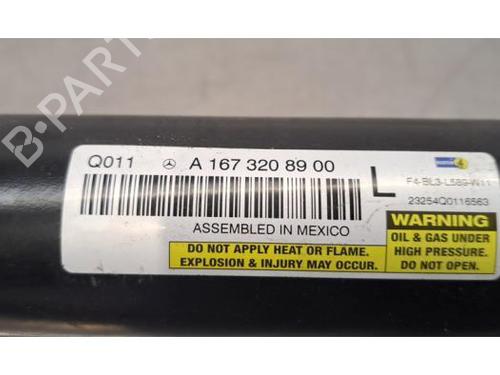 Q011 A 167 320 89 00
L
F4-BL3-L589-W11
23254Q0116563
ASSEMBLED IN MEXICO
DO NOT APPLY HEAT OR FLAME.
EXPLOSION & INJURY MAY OCCUR.
WARNING
OIL & GAS UNDER
HIGH PRESSURE.
DO NOT OPEN.
B-PARTS